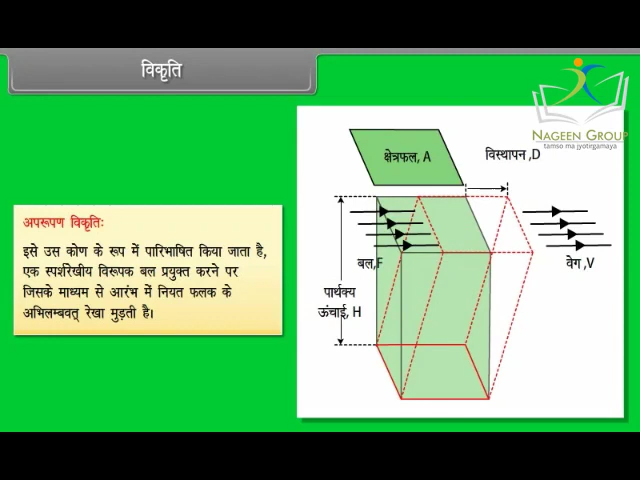 विकृति
NAGEEN GROUP
tamso ma jyotirgamaya
क्षेत्रफल, A
विस्थापन ,D
अपरूपण विकृतिः
इसे उस कोण के रूप में पारिभाषित किया जाता है,
एक स्पर्शरेखीय विरूपक बल प्रयुक्त करने पर
जिसके माध्यम से आरंभ में नियत फलक के
अभिलम्बवत् रेखा मुड़ती है।
बल,F
वेग ,V
पार्थक्य
ऊंचाई, H